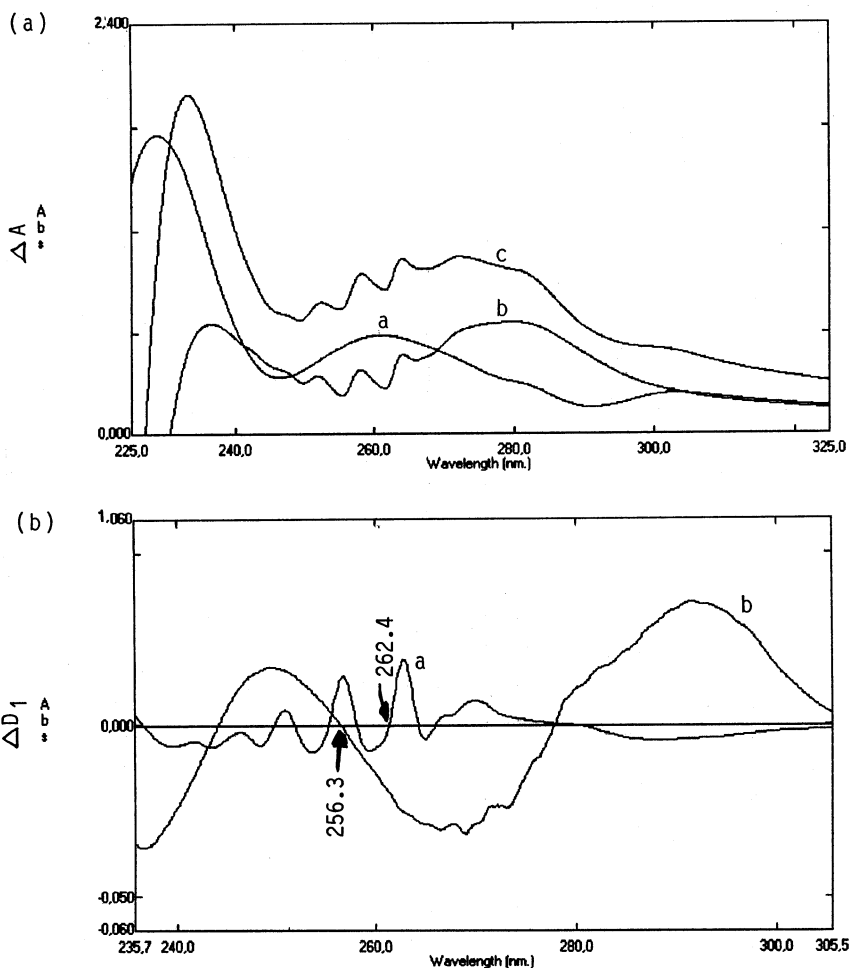 (a)
2,400
ΔA
Abs
a
b
c
0,000
225,0 240,0 260,0 280,0 300,0 325,0
Wavelength (nm.)
(b)
1,060
ΔD1
Abs
0,000
262.4
a
b
256.3
-0,050
-0,060
235,7 240,0 260,0 280,0 300,0 305,5
Wavelength (nm.)